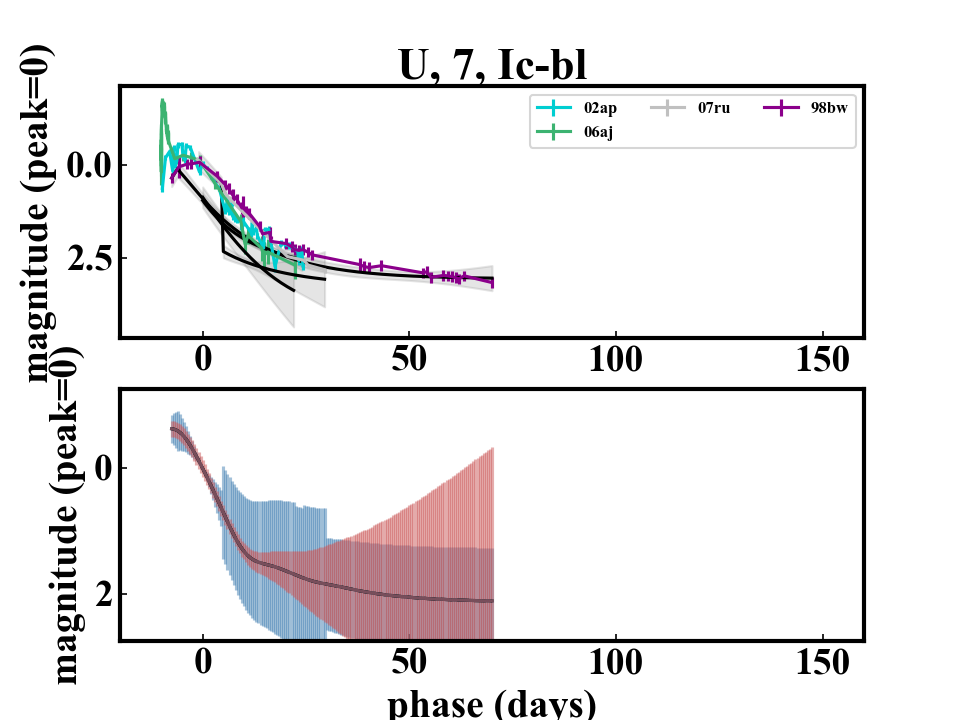 U, 7, Ic-bl
magnitude (peak=0)
0.0
2.5
02ap
07ru
98bw
06aj
0
50
100
150
magnitude (peak=0)
0
2
0
50
100
150
phase (days)